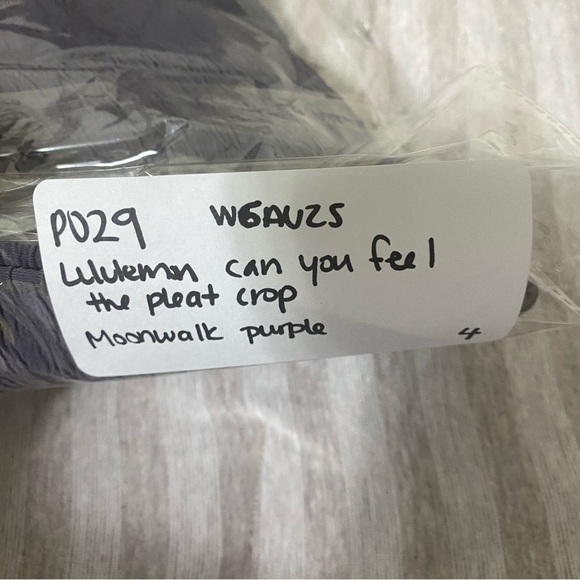 P029 W6AU25
Lululemon can you feel
the pleat crop
Moonwalk purple 4